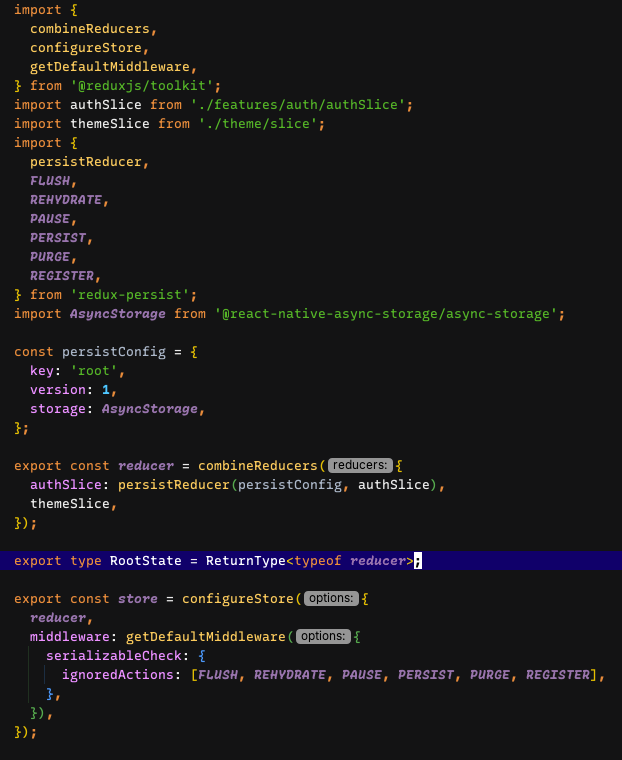 import {
  combineReducers,
  configureStore,
  getDefaultMiddleware,
} from '@reduxjs/toolkit';
import authSlice from './features/auth/authSlice';
import themeSlice from './theme/slice';
import {
  persistReducer,
  FLUSH,
  REHYDRATE,
  PAUSE,
  PERSIST,
  PURGE,
  REGISTER,
} from 'redux-persist';
import AsyncStorage from '@react-native-async-storage/async-storage';

const persistConfig = {
  key: 'root',
  version: 1,
  storage: AsyncStorage,
};

export const reducer = combineReducers( reducers: {
  authSlice: persistReducer(persistConfig, authSlice),
  themeSlice,
});

export type RootState = ReturnType<typeof reducer>;

export const store = configureStore( options: {
  reducer,
  middleware: getDefaultMiddleware( options: {
    serializableCheck: {
      ignoredActions: [FLUSH, REHYDRATE, PAUSE, PERSIST, PURGE, REGISTER],
    },
  }),
});